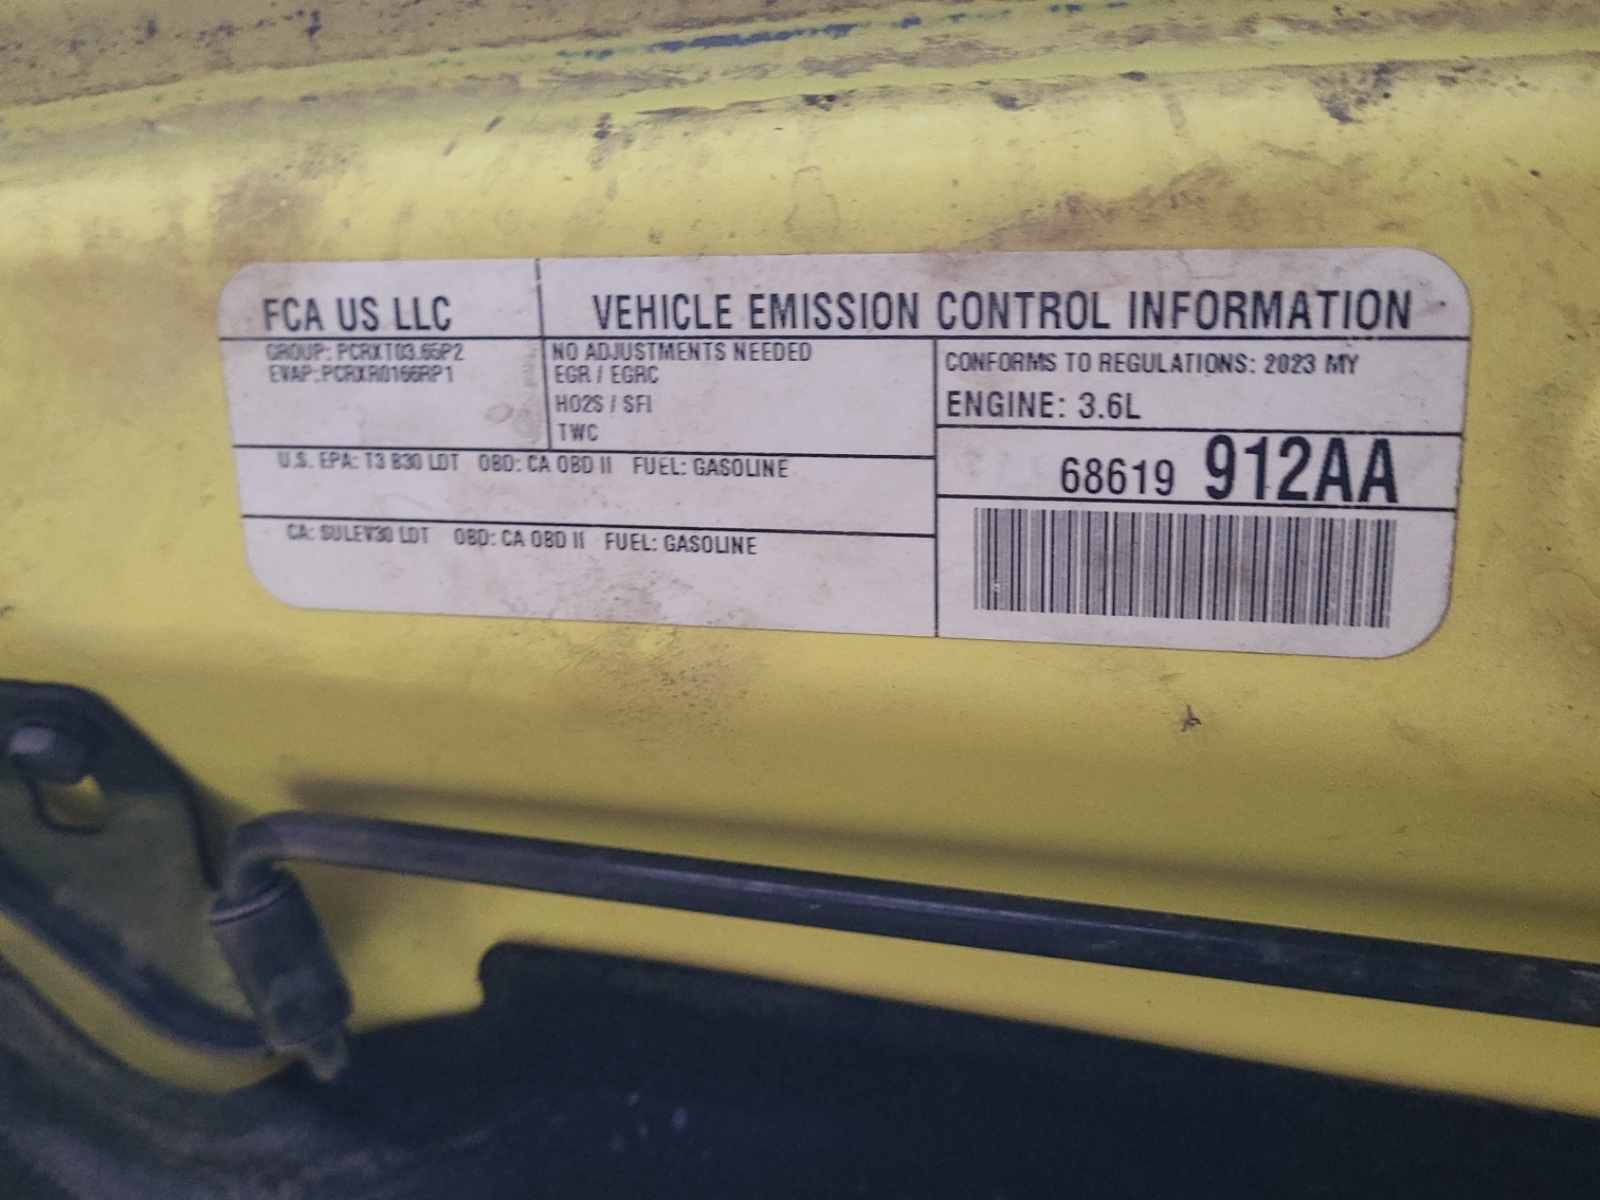 FCA US LLC
VEHICLE EMISSION CONTROL INFORMATION
GROUP: PCRXT03.65P2
EVAP:PCRXR0166RP1
NO ADJUSTMENTS NEEDED
EGR / EGRC
HO2S / SFI
TWC
CONFORMS TO REGULATIONS: 2023 MY
ENGINE: 3.6L
U.S. EPA: T3 B30 LDT OBD: CA OBD II FUEL: GASOLINE
68619 912AA
CA: SULEV30 LDT OBD: CA OBD II FUEL: GASOLINE